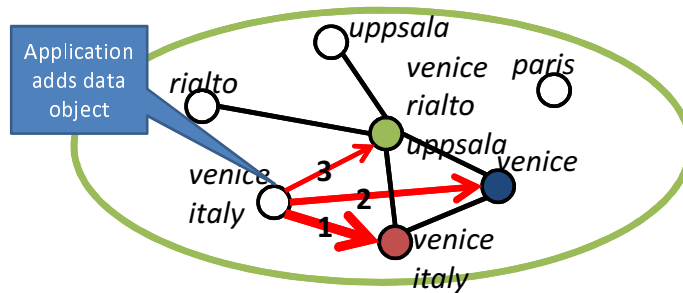 Application
adds data
object
uppsala
rialto
venice
rialto
uppsala
paris
venice
italy
venice
venice
italy
3
2
1